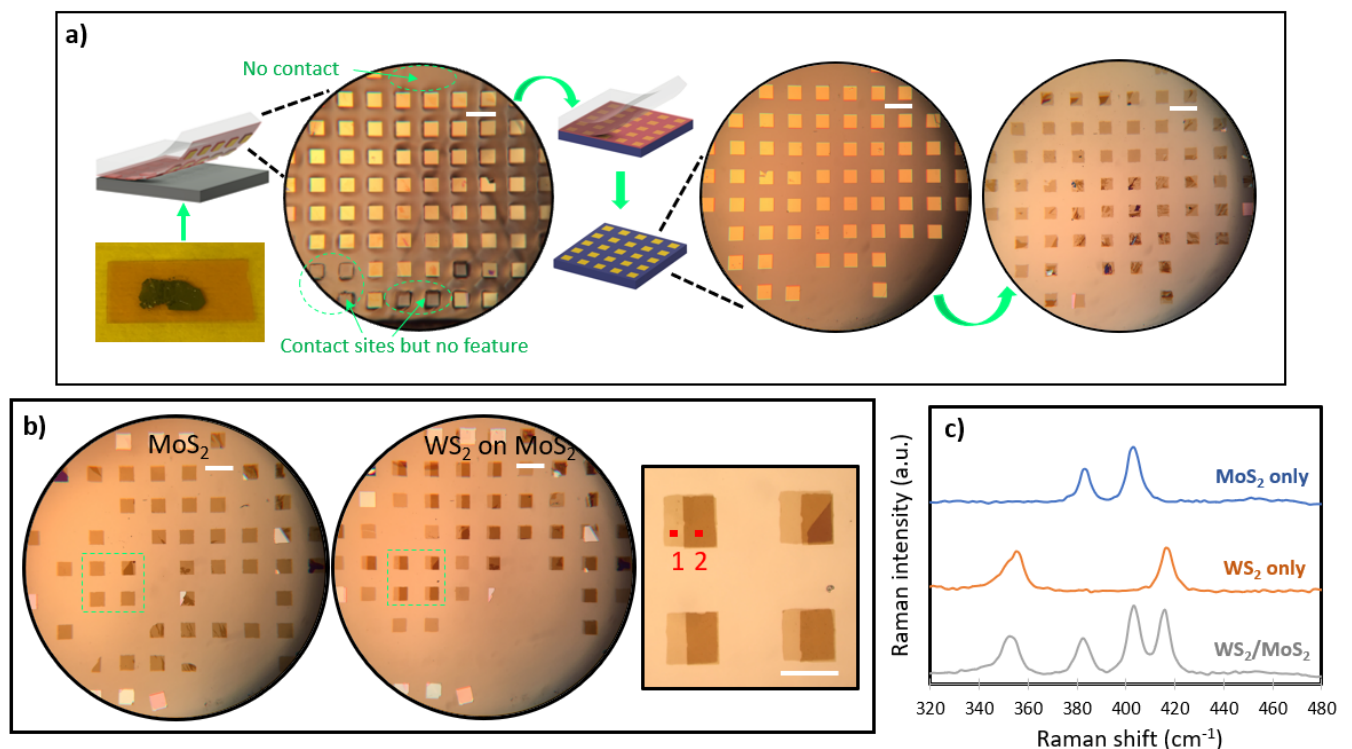 a)
No contact
Contact sites but no feature
b)
MoS₂
WS₂ on MoS₂
1 2
c)
Raman intensity (a.u.)
MoS₂ only
WS₂ only
WS₂/MoS₂
320 340 360 380 400 420 440 460 480
Raman shift (cm⁻¹)